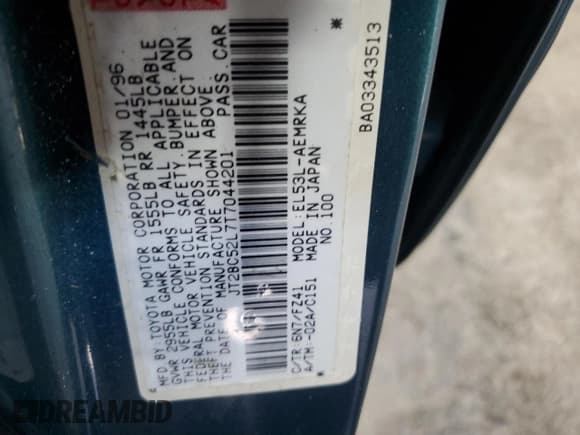 MFD.BY:TOYOTA MOTOR CORPORATION 01/96
GVWR 2955LB GAWR FR 1555LB RR 1445LB
THIS VEHICLE CONFORMS TO ALL APPLICABLE
FEDERAL MOTOR VEHICLE SAFETY,BUMPER,AND
THEFT PREVENTION STANDARDS IN EFFECT ON
THE DATE OF MANUFACTURE SHOWN ABOVE
JT2BC52L7T7044201 PASS.CAR
C/TR 6N7/FZ41 MODEL:EL53L-AEMRKA
A/TM -02A/C151 MADE IN JAPAN
NO.100
BA03343513
DREAMBID